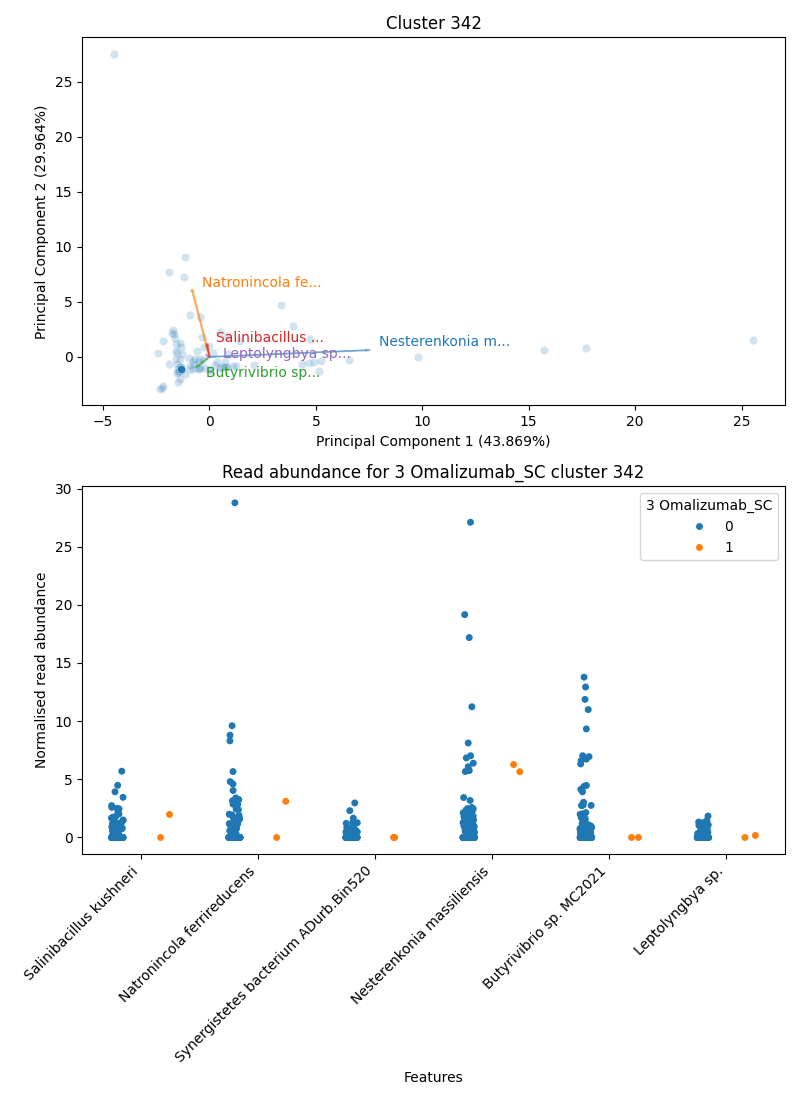 Cluster 342
Principal Component 2 (29.964%)
25
20
15
10
5
0
Natronincola fe...
Salinibacillus ...
Nesterenkonia m...
Leptolyngbya sp...
Butyrivibrio sp...
−5
0
5
10
15
20
25
Principal Component 1 (43.869%)
Read abundance for 3 Omalizumab_SC cluster 342
Normalised read abundance
30
25
20
15
10
5
0
3 Omalizumab_SC
0
1
Salinibacillus kushneri
Natronincola ferrireducens
Synergistetes bacterium ADurb.Bin520
Nesterenkonia massiliensis
Butyrivibrio sp. MC2021
Leptolyngbya sp.
Features